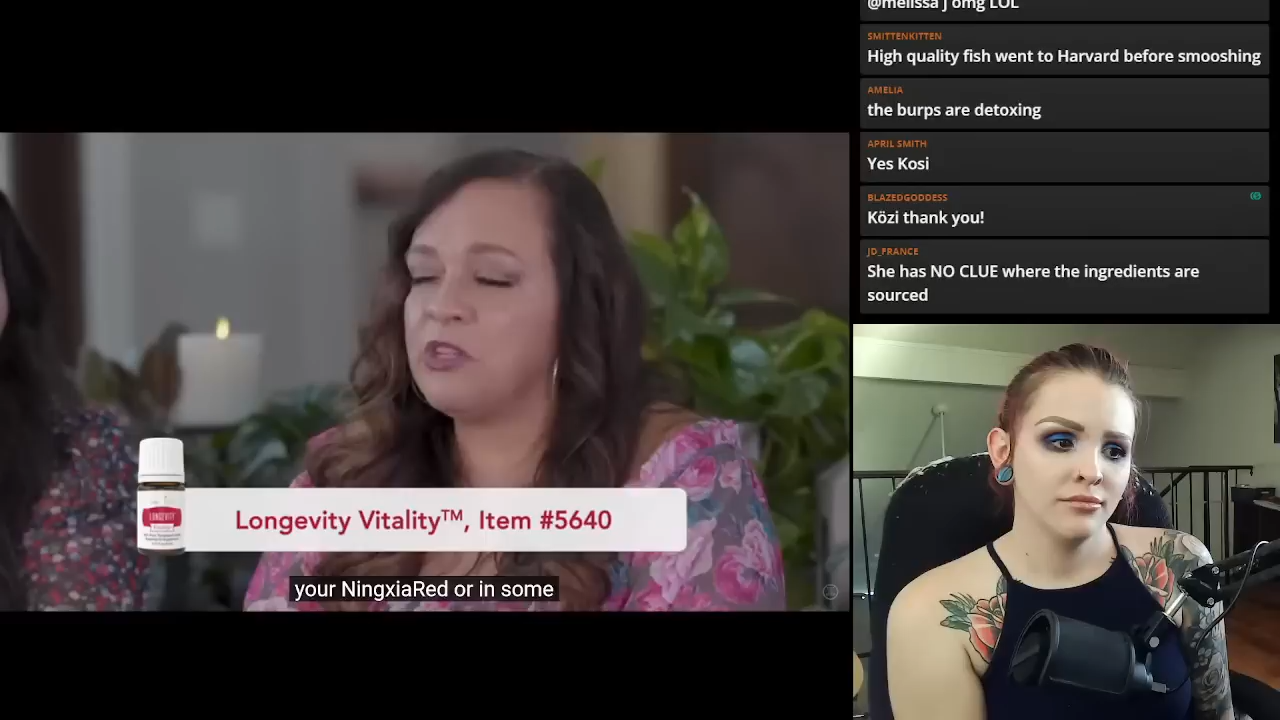 @melissa j omg LOL
SMITTENKITTEN
High quality fish went to Harvard before smooshing
AMELIA
the burps are detoxing
APRIL SMITH
Yes Kosi
BLAZEDGODDESS
Közi thank you!
JD_FRANCE
She has NO CLUE where the ingredients are
sourced
LONGEVITY
Longevity Vitality™, Item #5640
your NingxiaRed or in some